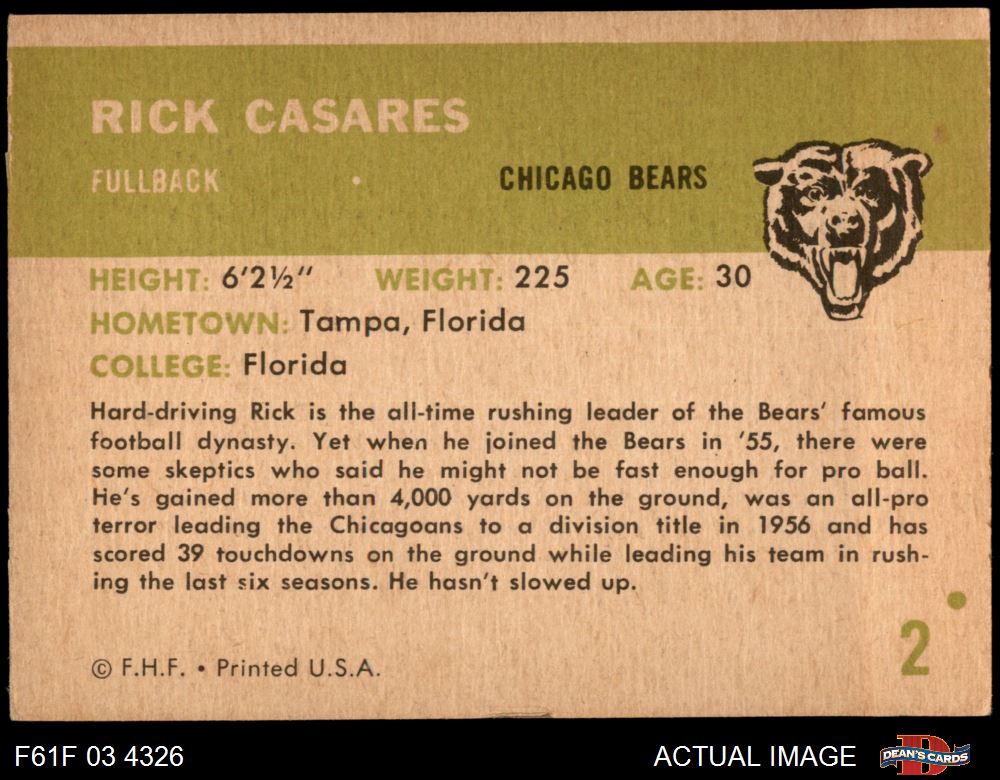 RICK CASARES
FULLBACK
CHICAGO BEARS
HEIGHT: 6'2½" WEIGHT: 225 AGE: 30
HOMETOWN: Tampa, Florida
COLLEGE: Florida
Hard-driving Rick is the all-time rushing leader of the Bears' famous
football dynasty. Yet when he joined the Bears in '55, there were
some skeptics who said he might not be fast enough for pro ball.
He's gained more than 4,000 yards on the ground, was an all-pro
terror leading the Chicagoans to a division title in 1956 and has
scored 39 touchdowns on the ground while leading his team in rush-
ing the last six seasons. He hasn't slowed up.
2
© F.H.F. • Printed U.S.A.
F61F 03 4326
ACTUAL IMAGE
DEAN'S CARDS